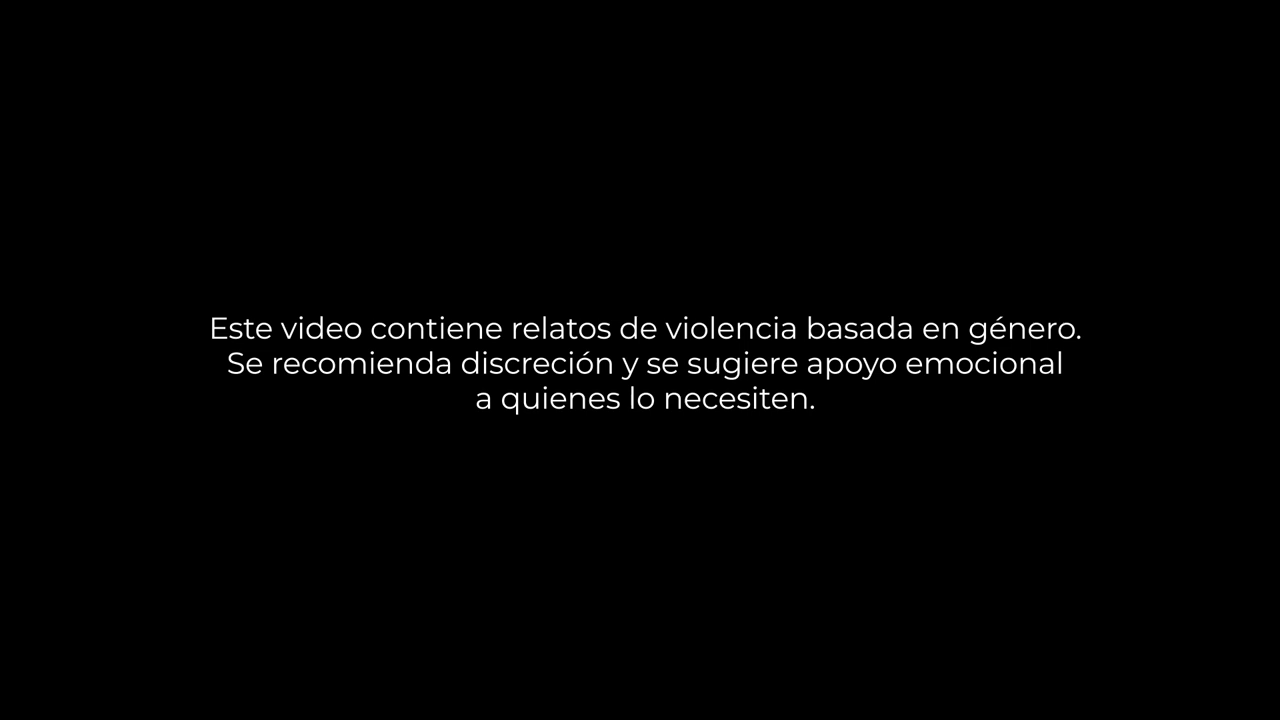 Este video contiene relatos de violencia basada en género.
Se recomienda discreción y se sugiere apoyo emocional
a quienes lo necesiten.